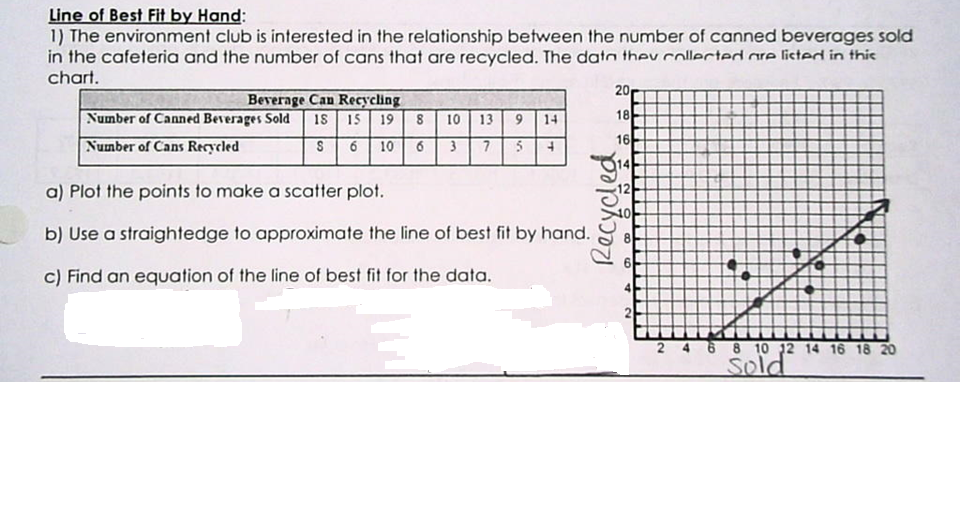 Line of Best Fit by Hand:
1) The environment club is interested in the relationship between the number of canned beverages sold
in the cafeteria and the number of cans that are recycled. The data they collected are listed in this
chart.
Beverage Can Recycling
Number of Canned Beverages Sold 18 15 19 8 10 13 9 14
Number of Cans Recycled 8 6 10 6 3 7 5 4
a) Plot the points to make a scatter plot.
b) Use a straightedge to approximate the line of best fit by hand.
c) Find an equation of the line of best fit for the data.
Recycled
20
18
16
14
12
10
8
6
4
2
2 4 6 8 10 12 14 16 18 20
Sold